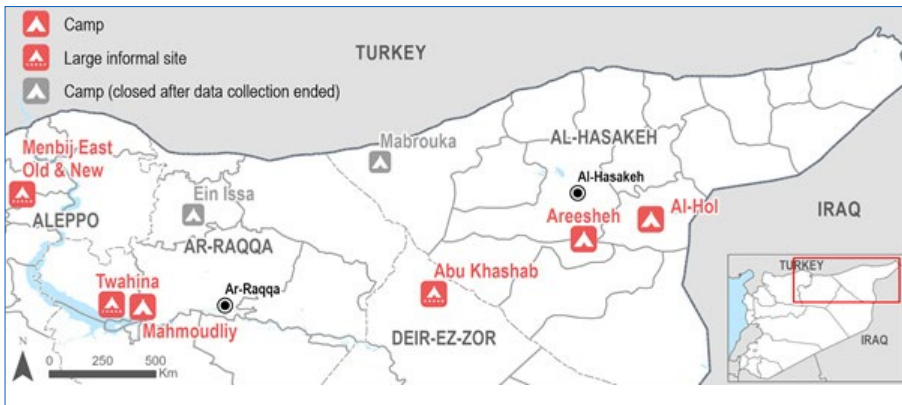 Camp
Large informal site
Camp (closed after data collection ended)
TURKEY
Mabrouka
AL-HASAKEH
Menbij East
Old & New
Al-Hasakeh
Ein Issa
ALEPPO
Areesheh
Al-Hol
IRAQ
AR-RAQQA
Twahina
Abu Khashab
Ar-Raqqa
Mahmoudliy
DEIR-EZ-ZOR
TURKEY
IRAQ
N
0 250 500
Km